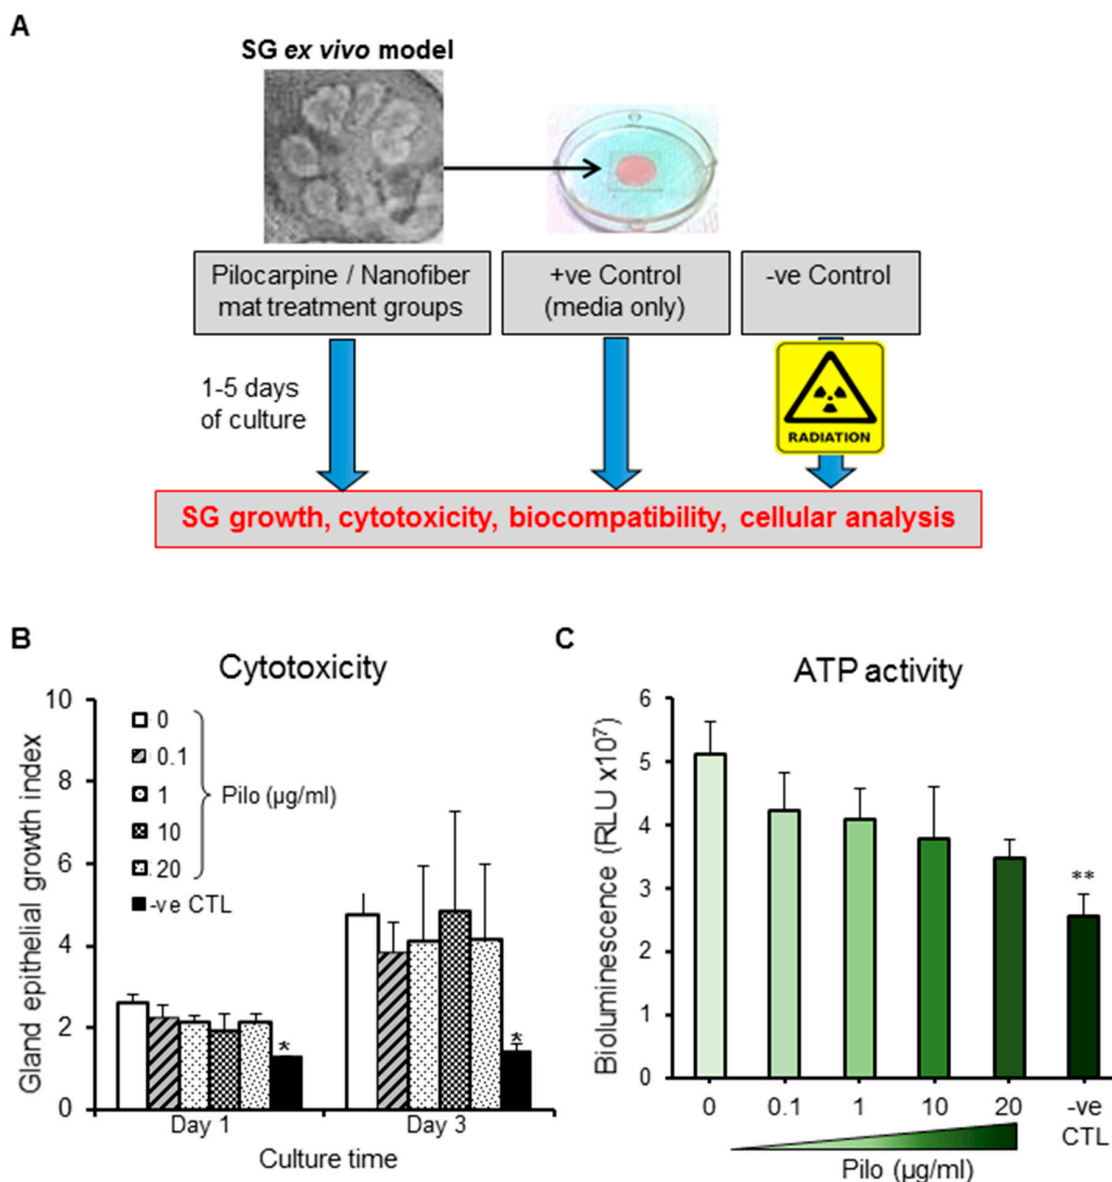 A
SG ex vivo model
Pilocarpine / Nanofiber
mat treatment groups
+ve Control
(media only)
-ve Control
1-5 days
of culture
RADIATION
SG growth, cytotoxicity, biocompatibility, cellular analysis
B
Cytotoxicity
Gland epithelial growth index
10
8
6
4
2
0
0
0.1
1
10
20
-ve CTL
Pilo (µg/ml)
*
*
Day 1
Day 3
Culture time
C
ATP activity
Bioluminescence (RLU x10⁷)
6
5
4
3
2
1
0
**
0
0.1
1
10
20
-ve
CTL
Pilo (µg/ml)